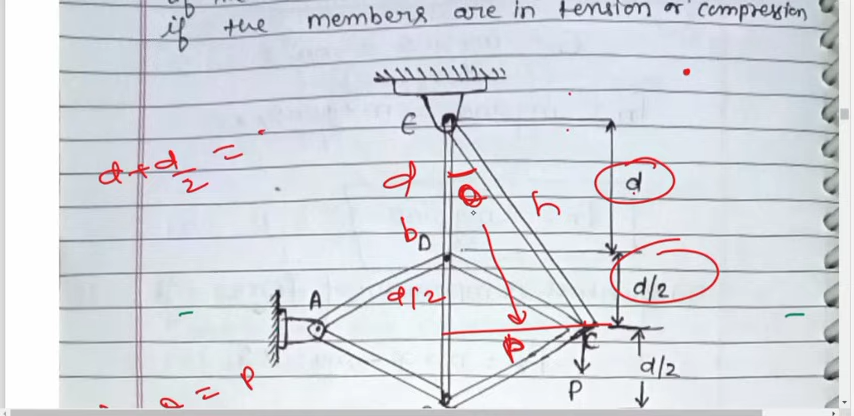 if the members are in tension or compression
E
d + d/2 =
d
θ
h
d
b
D
d/2
d/2
A
P
C
d/2
P
θ = P